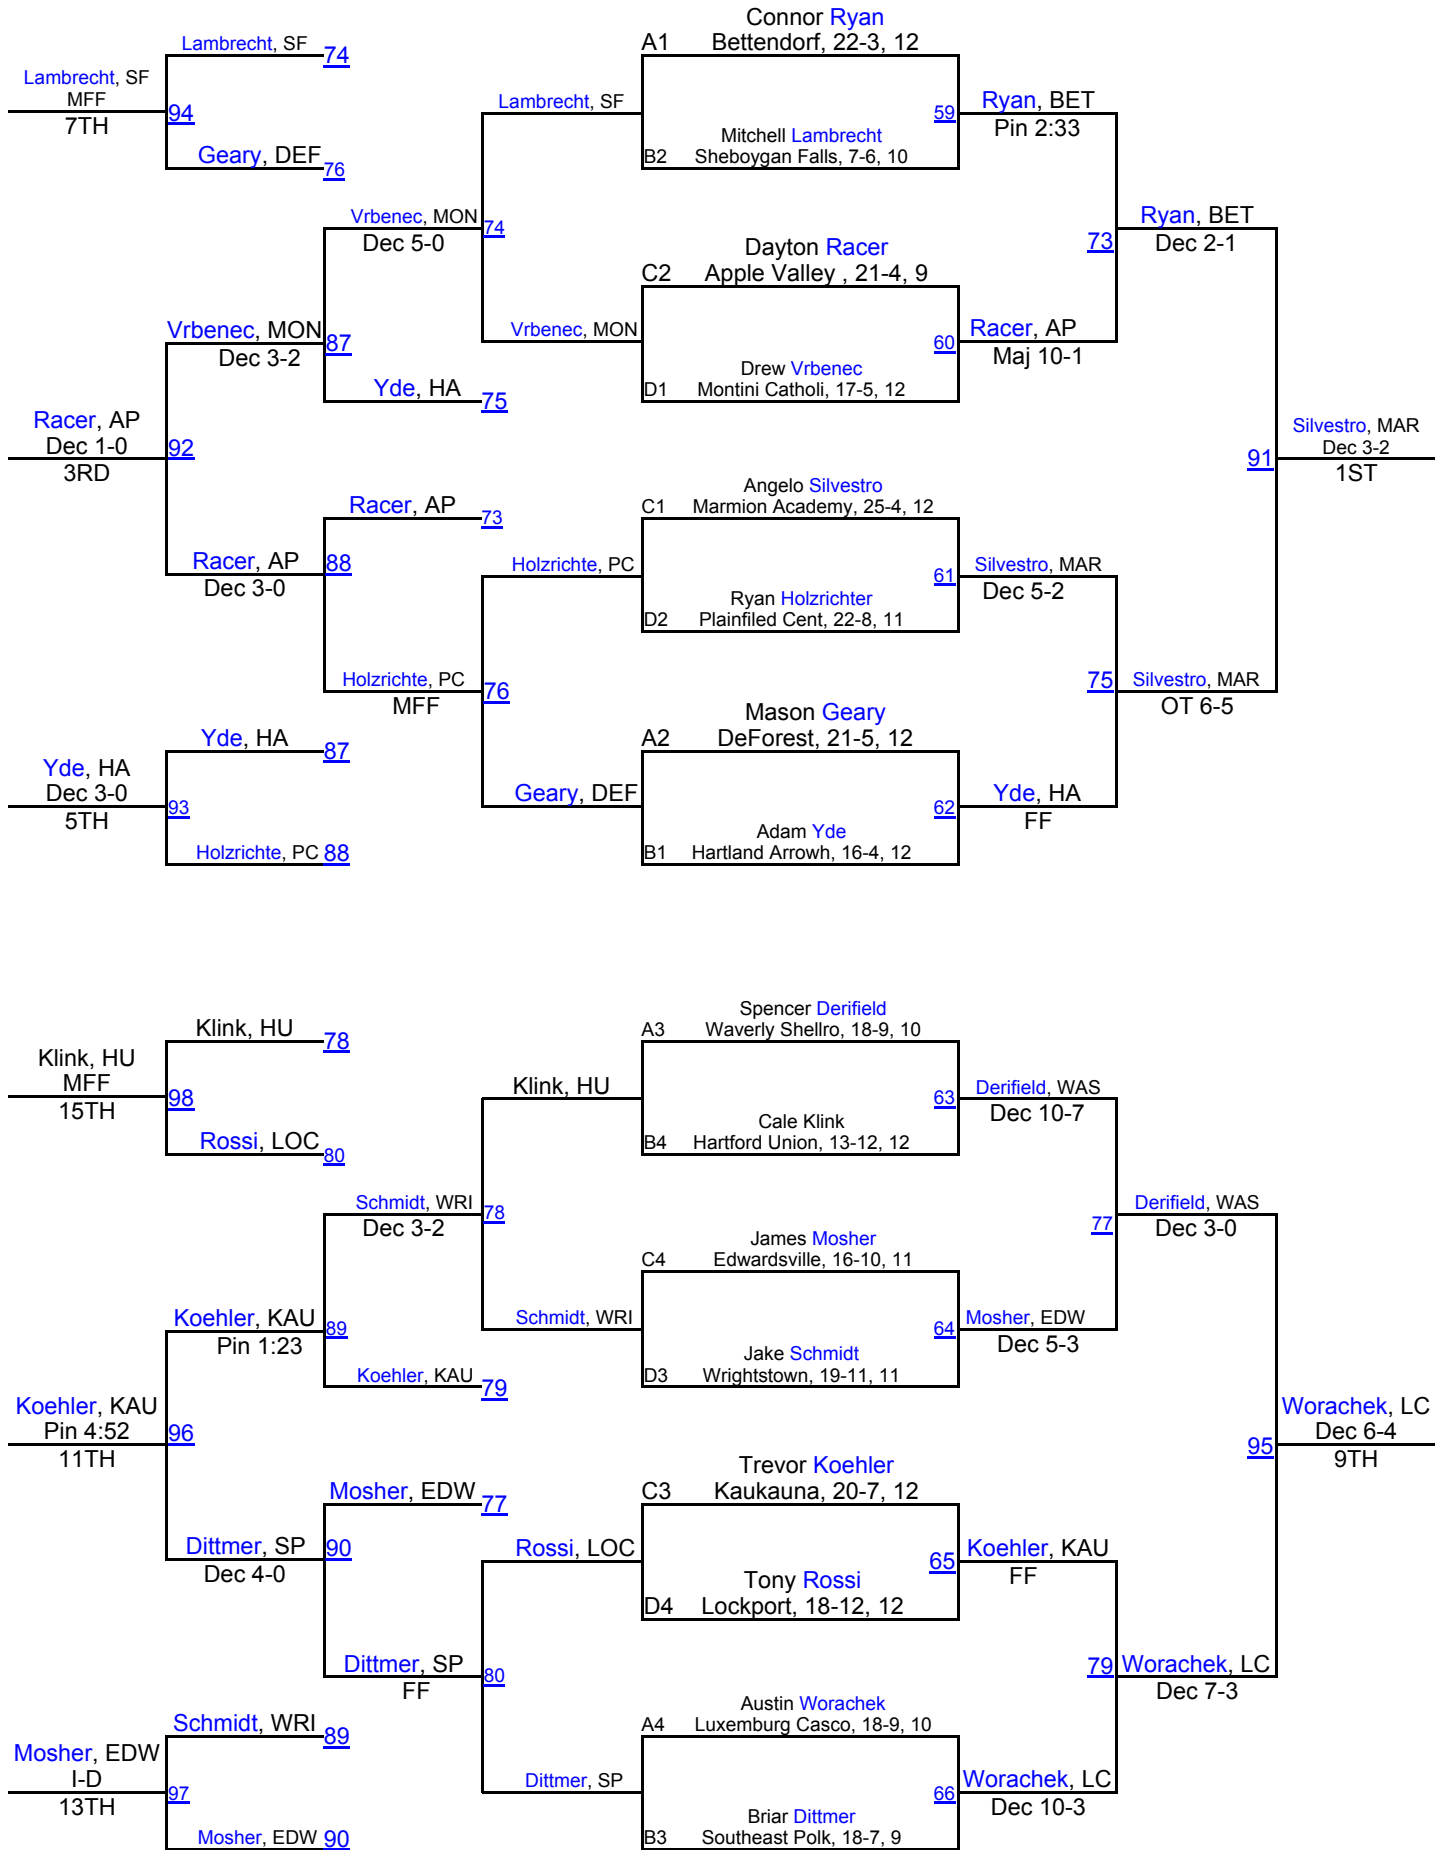 Connor Ryan
Lambrecht, SF
74
A1 Bettendorf, 22-3, 12
Lambrecht, SF
MFF
7TH
94
Lambrecht, SF
59
Ryan, BET
Pin 2:33
Mitchell Lambrecht
B2 Sheboygan Falls, 7-6, 10
Geary, DEF
76
Vrbenec, MON
Dec 5-0
74
Ryan, BET
Dec 2-1
73
Dayton Racer
C2 Apple Valley , 21-4, 9
Vrbenec, MON
Dec 3-2
87
Vrbenec, MON
60
Racer, AP
Maj 10-1
Drew Vrbenec
D1 Montini Catholi, 17-5, 12
Yde, HA
75
Racer, AP
Dec 1-0
3RD
92
91
Silvestro, MAR
Dec 3-2
1ST
Angelo Silvestro
C1 Marmion Academy, 25-4, 12
Racer, AP
73
Racer, AP
Dec 3-0
88
Holzrichte, PC
61
Silvestro, MAR
Dec 5-2
Ryan Holzrichter
D2 Plainfiled Cent, 22-8, 11
Holzrichte, PC
MFF
76
75
Silvestro, MAR
OT 6-5
Mason Geary
A2 DeForest, 21-5, 12
Yde, HA
87
Yde, HA
Dec 3-0
5TH
93
Geary, DEF
62
Yde, HA
FF
Adam Yde
B1 Hartland Arrowh, 16-4, 12
Holzrichte, PC
88
Spencer Derifield
A3 Waverly Shellro, 18-9, 10
Klink, HU
78
Klink, HU
MFF
15TH
98
Klink, HU
63
Derifield, WAS
Dec 10-7
Cale Klink
B4 Hartford Union, 13-12, 12
Rossi, LOC
80
Schmidt, WRI
Dec 3-2
78
77
Derifield, WAS
Dec 3-0
James Mosher
C4 Edwardsville, 16-10, 11
Koehler, KAU
Pin 1:23
89
Schmidt, WRI
64
Mosher, EDW
Dec 5-3
Jake Schmidt
D3 Wrightstown, 19-11, 11
Koehler, KAU
79
Koehler, KAU
Pin 4:52
11TH
96
95
Worachek, LC
Dec 6-4
9TH
Trevor Koehler
C3 Kaukauna, 20-7, 12
Mosher, EDW
77
Dittmer, SP
Dec 4-0
90
Rossi, LOC
65
Koehler, KAU
FF
Tony Rossi
D4 Lockport, 18-12, 12
Dittmer, SP
FF
80
79
Worachek, LC
Dec 7-3
Austin Worachek
A4 Luxemburg Casco, 18-9, 10
Schmidt, WRI
89
Mosher, EDW
I-D
13TH
97
Dittmer, SP
66
Worachek, LC
Dec 10-3
Briar Dittmer
B3 Southeast Polk, 18-7, 9
Mosher, EDW
90